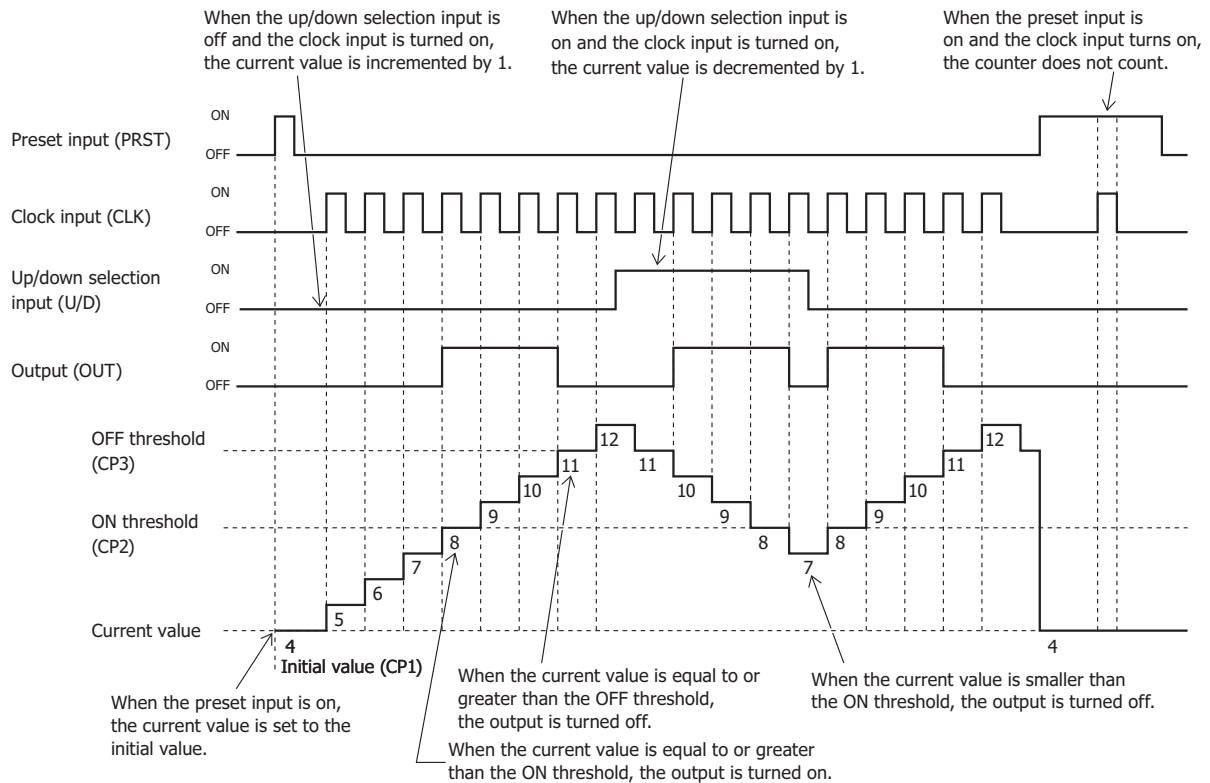 When the up/down selection input is
off and the clock input is turned on,
the current value is incremented by 1.
When the up/down selection input is
on and the clock input is turned on,
the current value is decremented by 1.
When the preset input is
on and the clock input turns on,
the counter does not count.
Preset input (PRST)
ON
OFF
Clock input (CLK)
ON
OFF
Up/down selection
input (U/D)
ON
OFF
Output (OUT)
ON
OFF
OFF threshold
(CP3)
ON threshold
(CP2)
Current value
4
5
6
7
8
9
10
11
12
11
10
9
8
7
8
9
10
11
12
4
Initial value (CP1)
When the preset input is on,
the current value is set to the
initial value.
When the current value is equal to or
greater than the OFF threshold,
the output is turned off.
When the current value is equal to or greater
than the ON threshold, the output is turned on.
When the current value is smaller than
the ON threshold, the output is turned off.